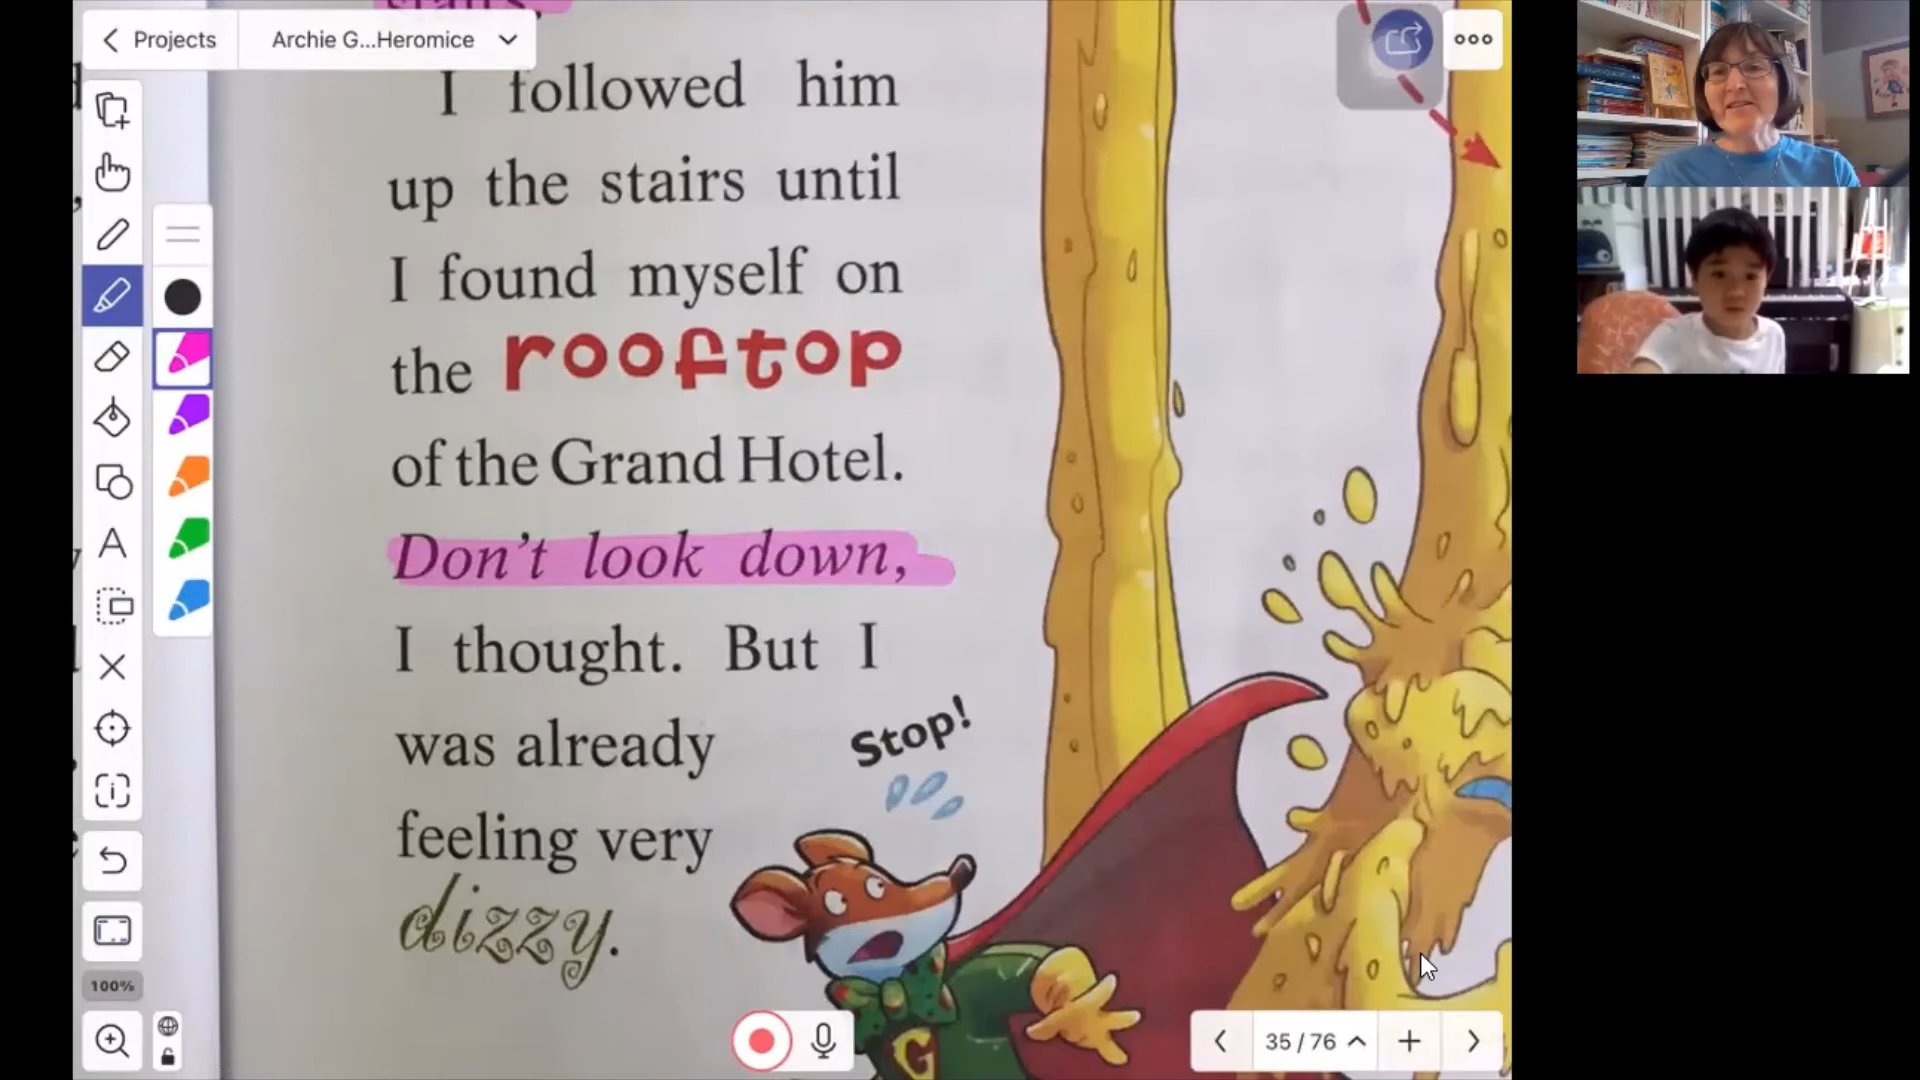 stairs.
Projects
Archie G...Heromice
I followed him
up the stairs until
I found myself on
the rooftop
of the Grand Hotel.
Don't look down,
I thought. But I
was already
feeling very
dizzy.
Stop!
G
100%
35 / 76